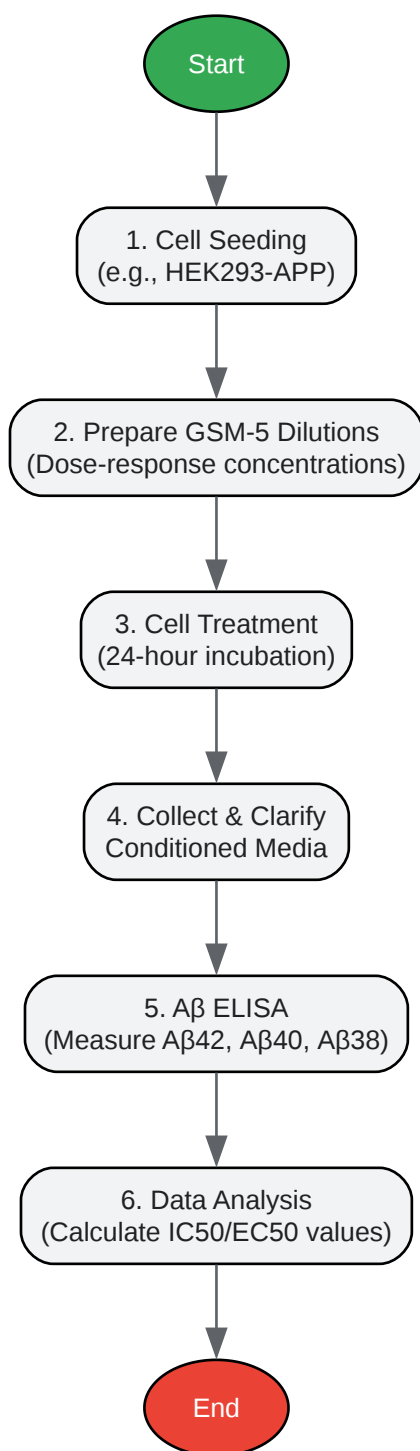 Start
1. Cell Seeding
(e.g., HEK293-APP)
2. Prepare GSM-5 Dilutions
(Dose-response concentrations)
3. Cell Treatment
(24-hour incubation)
4. Collect & Clarify
Conditioned Media
5. Aβ ELISA
(Measure Aβ42, Aβ40, Aβ38)
6. Data Analysis
(Calculate IC50/EC50 values)
End